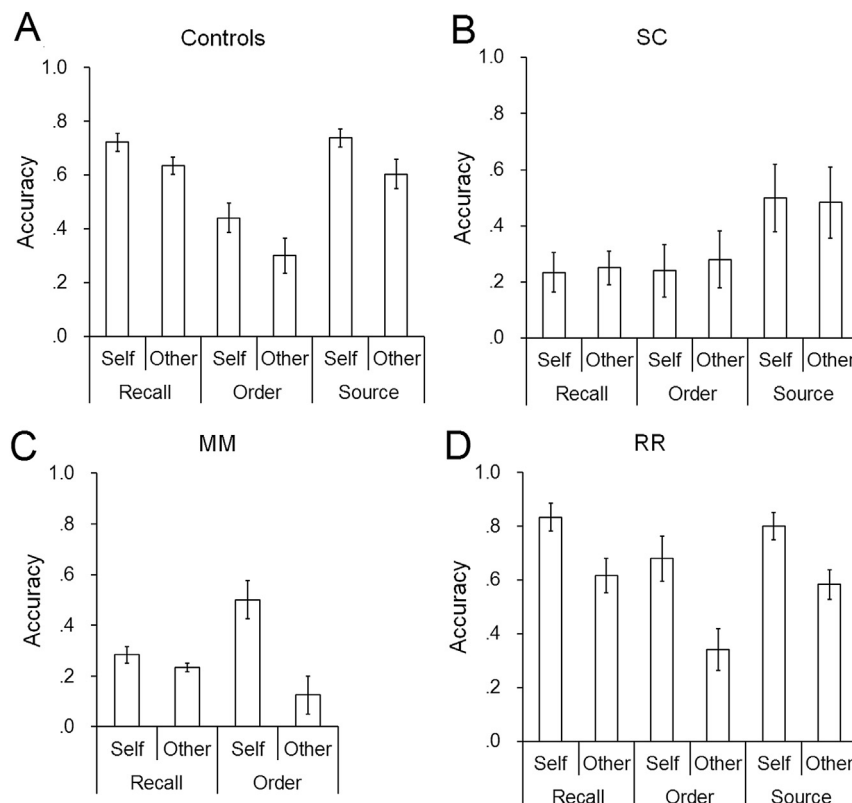 A
Controls
Accuracy
1.0
.8
.6
.4
.2
.0
Self Other Self Other Self Other
Recall Order Source
B
SC
Accuracy
1.0
.8
.6
.4
.2
.0
Self Other Self Other Self Other
Recall Order Source
C
MM
Accuracy
1.0
.8
.6
.4
.2
.0
Self Other Self Other
Recall Order
D
RR
Accuracy
1.0
.8
.6
.4
.2
.0
Self Other Self Other Self Other
Recall Order Source